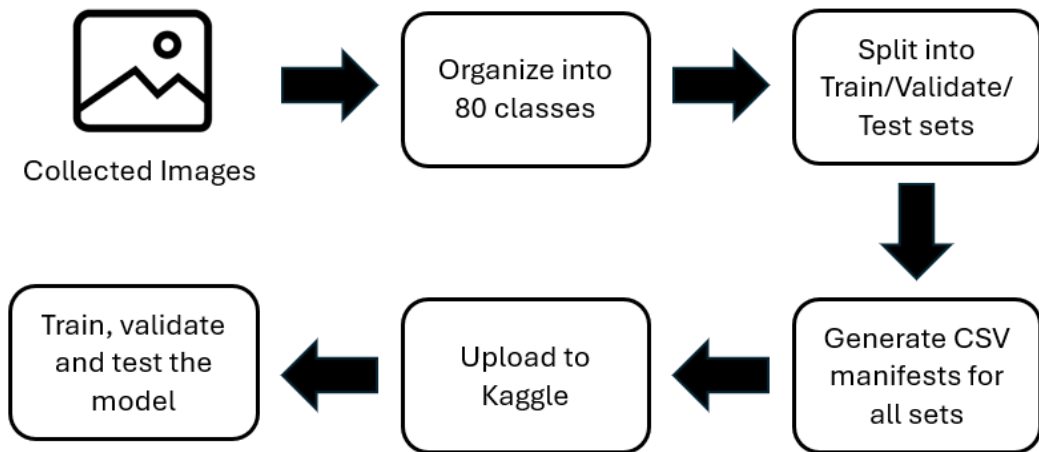 Collected Images
Organize into
80 classes
Split into
Train/Validate/
Test sets
Generate CSV
manifests for
all sets
Upload to
Kaggle
Train, validate
and test the
model